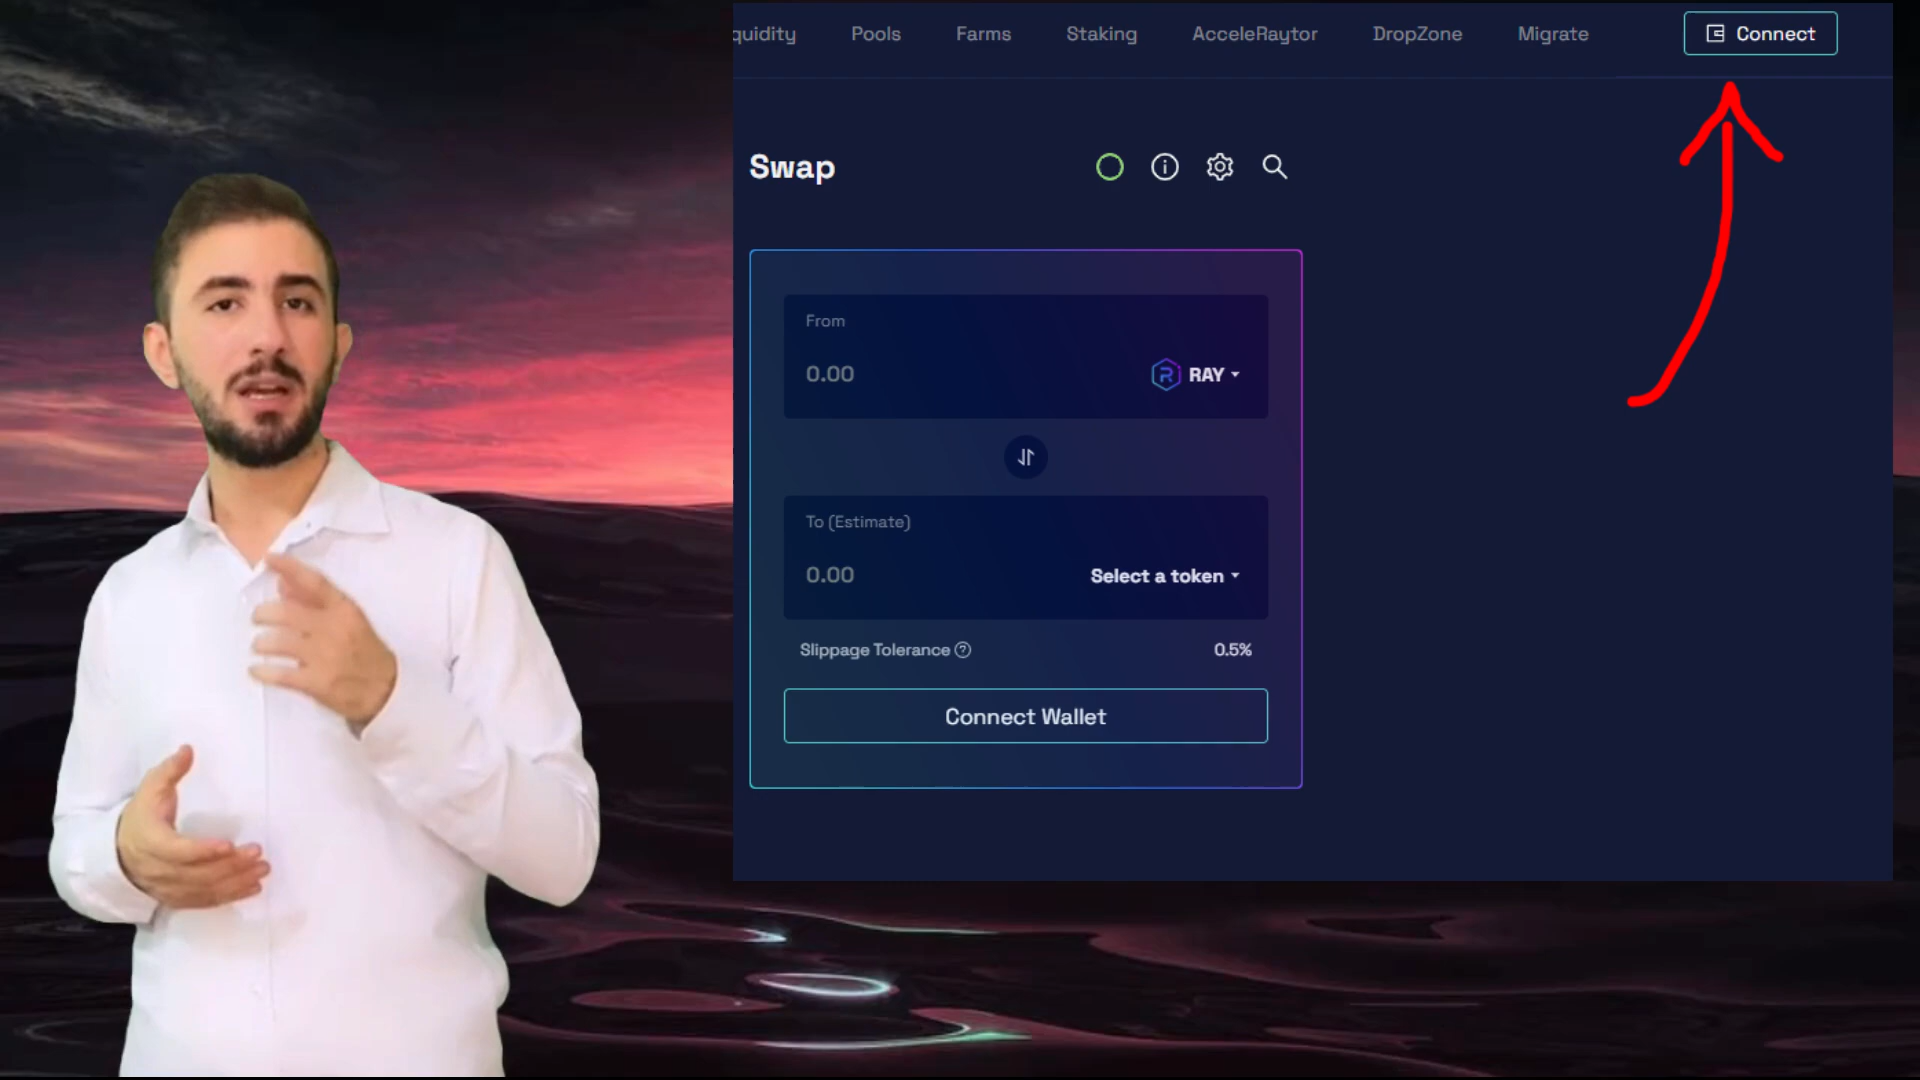 quidity Pools Farms Staking AcceleRaytor DropZone Migrate Connect
Swap
From
0.00 RAY
To (Estimate)
0.00 Select a token
Slippage Tolerance 0.5%
Connect Wallet